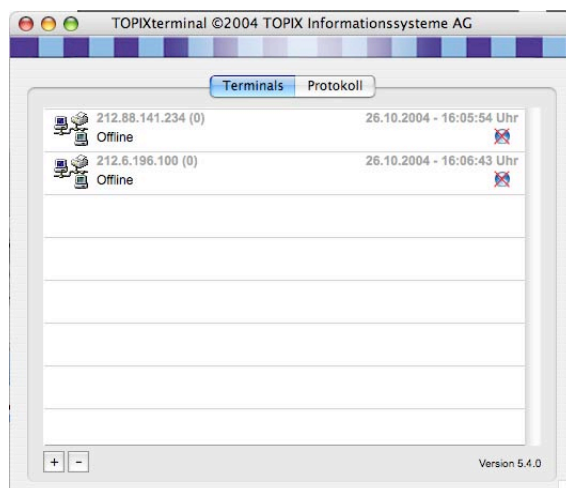 TOPIXterminal ©2004 TOPIX Informationssysteme AG
Terminals Protokoll
212.88.141.234 (0) 26.10.2004 - 16:05:54 Uhr
Offline
212.6.196.100 (0) 26.10.2004 - 16:06:43 Uhr
Offline
+ - Version 5.4.0